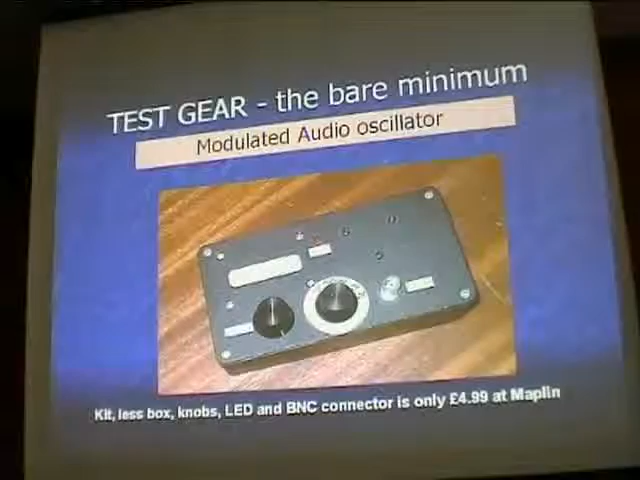 TEST GEAR - the bare minimum
Modulated Audio oscillator
Kit, less box, knobs, LED and BNC connector is only £4.99 at Maplin